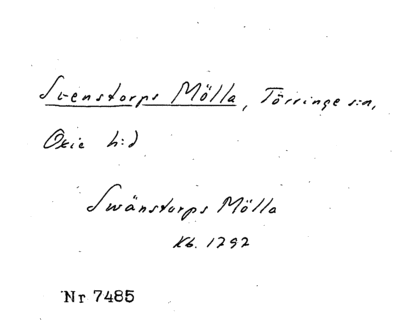 Svenstorps Mölla, Törringe s:n,
Oxie h:d
Swänstorps Mölla
Kb. 1792
Nr 7485